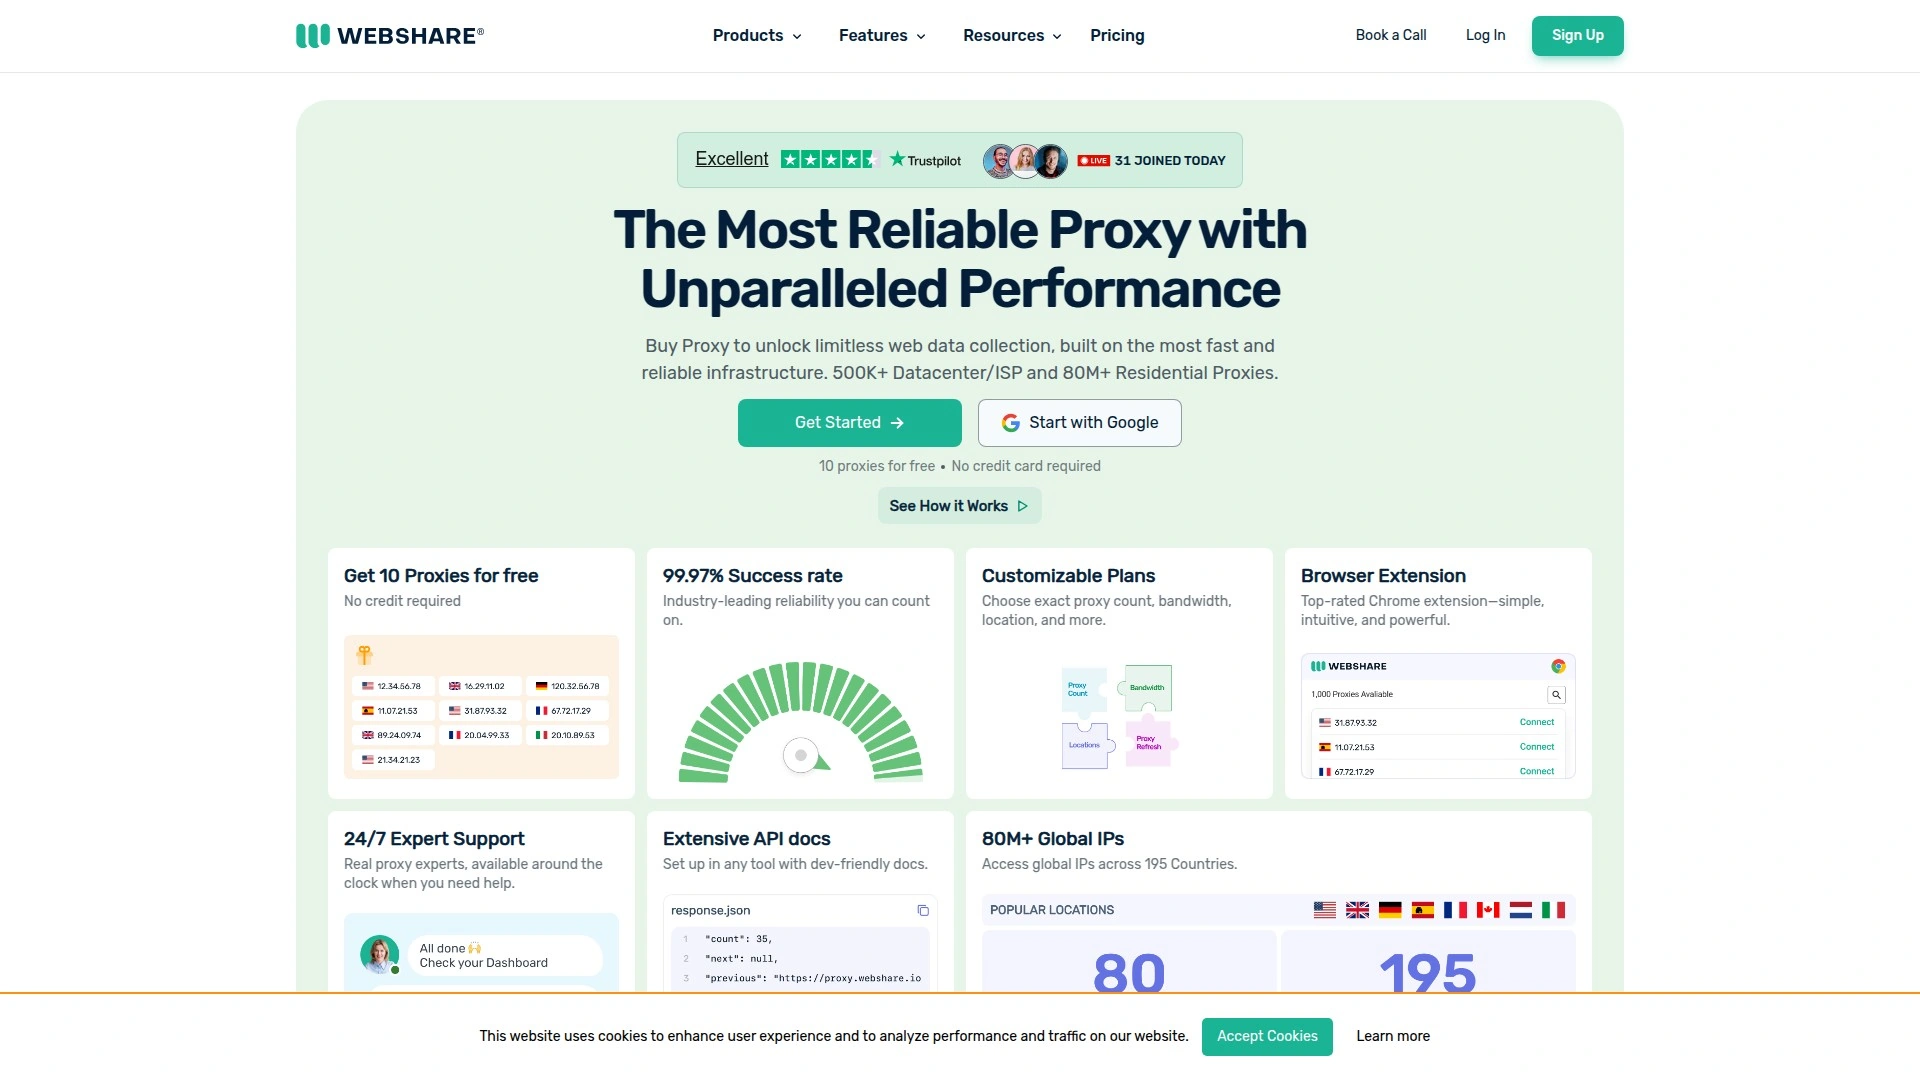 WEBSHARE®
Products
Features
Resources
Pricing
Book a Call
Log In
Sign Up
Excellent
Trustpilot
LIVE
31 JOINED TODAY
The Most Reliable Proxy with
Unparalleled Performance
Buy Proxy to unlock limitless web data collection, built on the most fast and
reliable infrastructure. 500K+ Datacenter/ISP and 80M+ Residential Proxies.
Get Started
Start with Google
10 proxies for free • No credit card required
See How it Works
Get 10 Proxies for free
No credit required
12.34.56.78
16.29.11.02
120.32.56.78
11.07.21.53
31.87.93.32
67.72.17.29
89.24.09.74
20.04.99.33
20.10.89.53
21.34.21.23
99.97% Success rate
Industry-leading reliability you can count
on.
Customizable Plans
Choose exact proxy count, bandwidth,
location, and more.
Proxy
Count
Bandwidth
Locations
Proxy
Refresh
Browser Extension
Top-rated Chrome extension—simple,
intuitive, and powerful.
WEBSHARE
1,000 Proxies Avaliable
31.87.93.32
Connect
11.07.21.53
Connect
67.72.17.29
Connect
24/7 Expert Support
Real proxy experts, available around the
clock when you need help.
All done 🙌
Check your Dashboard
Extensive API docs
Set up in any tool with dev-friendly docs.
response.json
1 "count": 35,
2 "next": null,
3 "previous": "https://proxy.webshare.io
80M+ Global IPs
Access global IPs across 195 Countries.
POPULAR LOCATIONS
80
195
This website uses cookies to enhance user experience and to analyze performance and traffic on our website.
Accept Cookies
Learn more